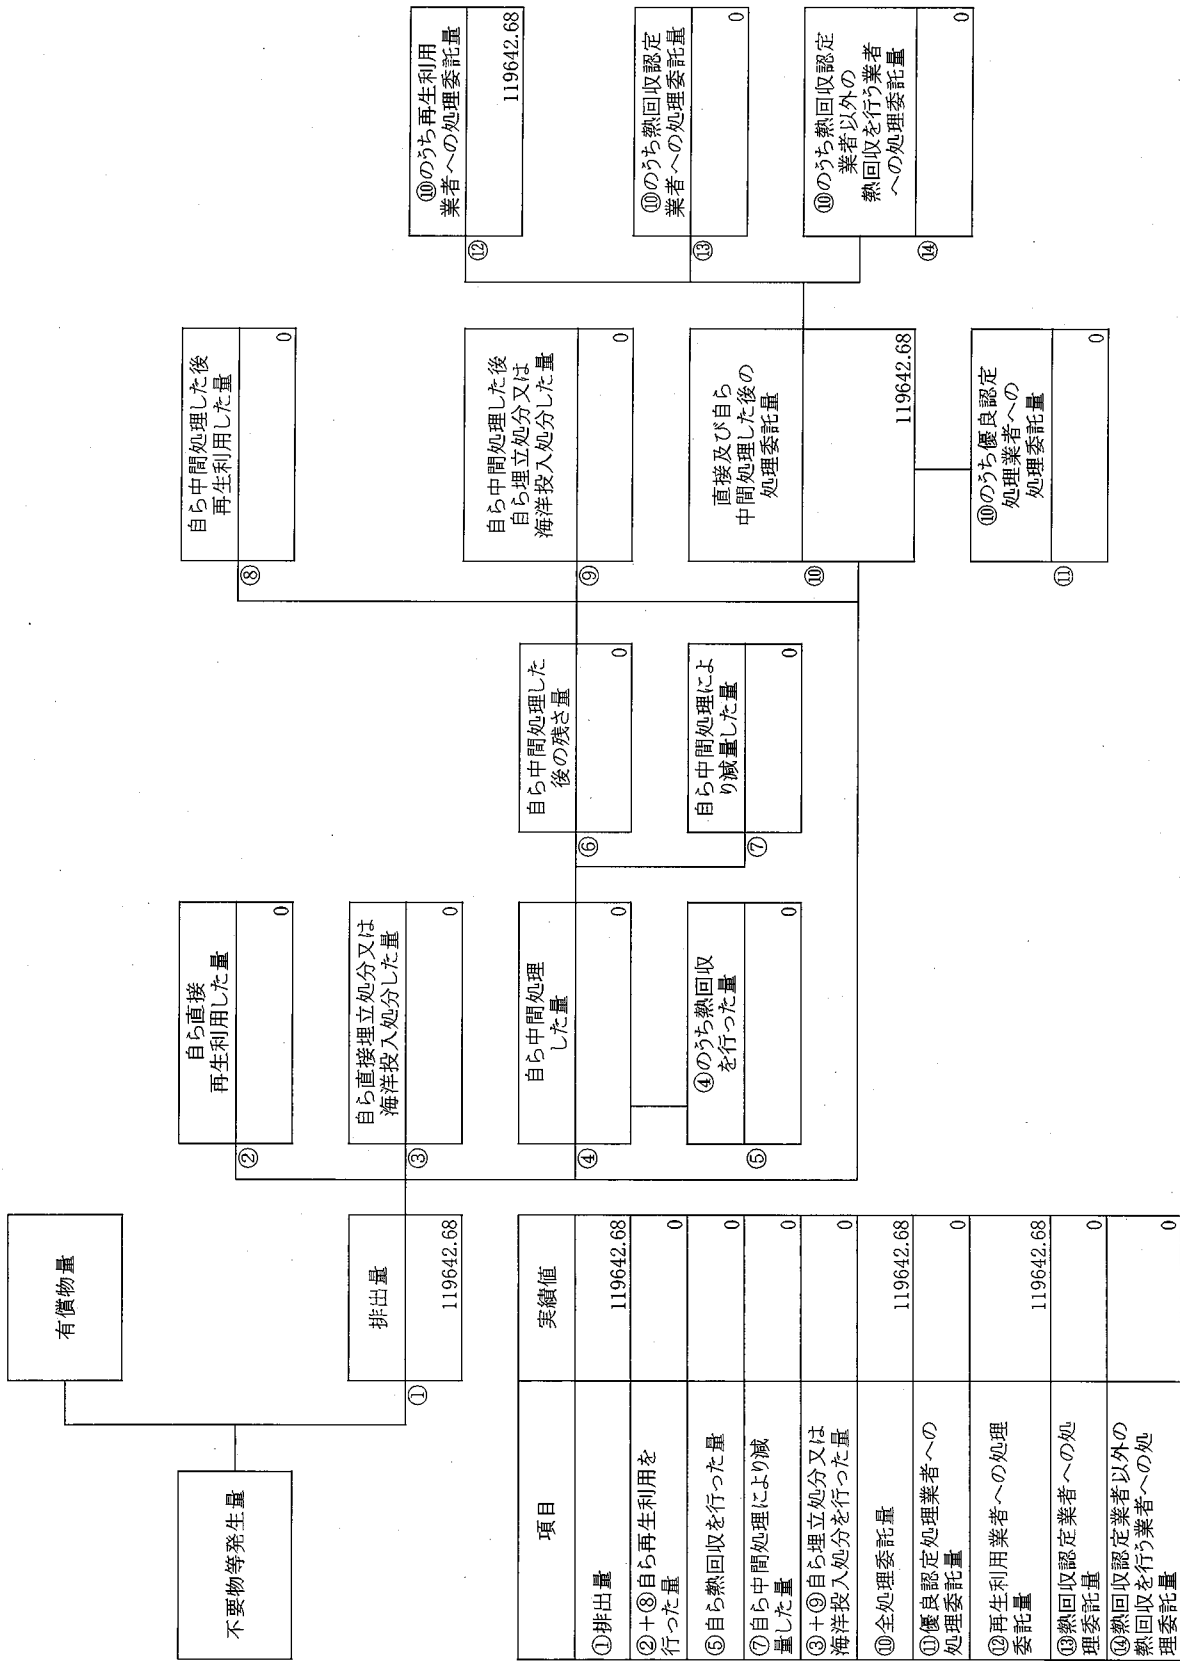 不要物等発生量
有償物量
①
排出量
119642.68
②
自ら直接
再生利用した量
0
③
自ら直接埋立処分又は
海洋投入処分した量
0
④
自ら中間処理
した量
0
⑤
④のうち熱回収
を行った量
0
⑥
自ら中間処理した
後の残さ量
0
⑦
自ら中間処理によ
り減量した量
0
⑧
自ら中間処理した後
再生利用した量
0
⑨
自ら中間処理した後
自ら埋立処分又は
海洋投入処分した量
0
⑩
直接及び自ら
中間処理した後の
処理委託量
119642.68
⑪
⑩のうち優良認定
処理業者への
処理委託量
0
⑫
⑩のうち再生利用
業者への処理委託量
119642.68
⑬
⑩のうち熱回収認定
業者への処理委託量
0
⑭
⑩のうち熱回収認定
業者以外の
熱回収を行う業者
への処理委託量
0
項目 実績値
①排出量 119642.68
②+⑧自ら再生利用を
行った量 0
⑤自ら熱回収を行った量 0
⑦自ら中間処理により減
量した量 0
③+⑨自ら埋立処分又は
海洋投入処分を行った量 0
⑩全処理委託量 119642.68
⑪優良認定処理業者への
処理委託量 0
⑫再生利用業者への処理
委託量 119642.68
⑬熱回収認定業者への処
理委託量 0
⑭熱回収認定業者以外の
熱回収を行う業者への処
理委託量 0